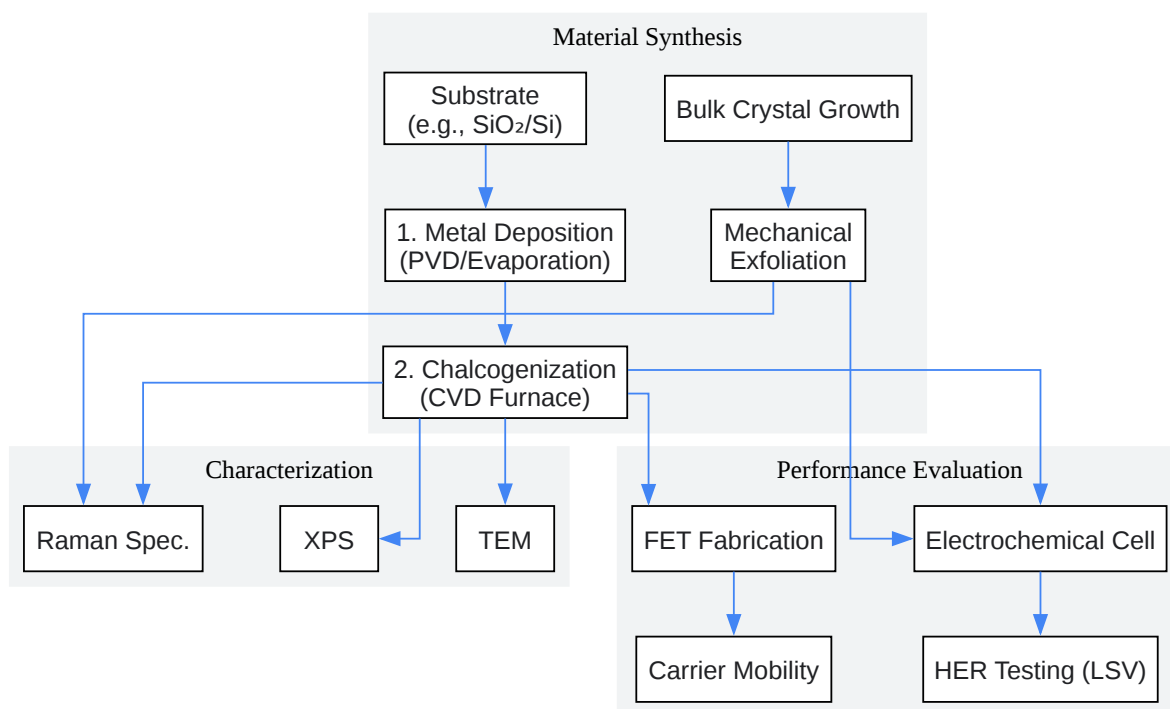 Material Synthesis
Substrate
(e.g., SiO₂/Si)
Bulk Crystal Growth
1. Metal Deposition
(PVD/Evaporation)
Mechanical
Exfoliation
2. Chalcogenization
(CVD Furnace)
Characterization
Raman Spec.
XPS
TEM
Performance Evaluation
FET Fabrication
Electrochemical Cell
Carrier Mobility
HER Testing (LSV)